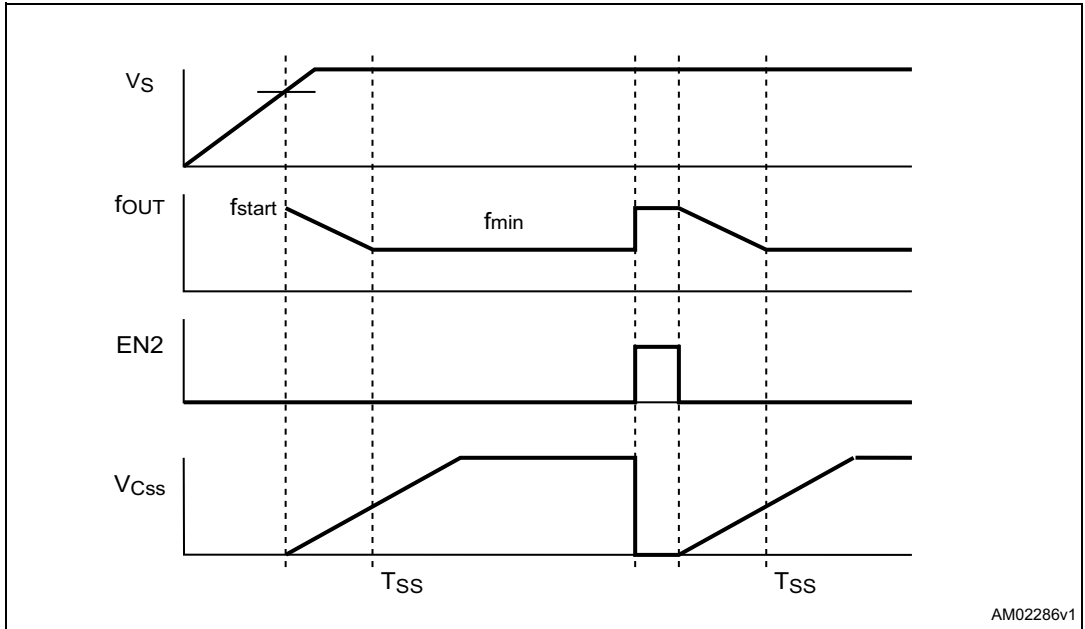 VS
fOUT
fstart
fmin
EN2
VCss
TSS
TSS
AM02286v1